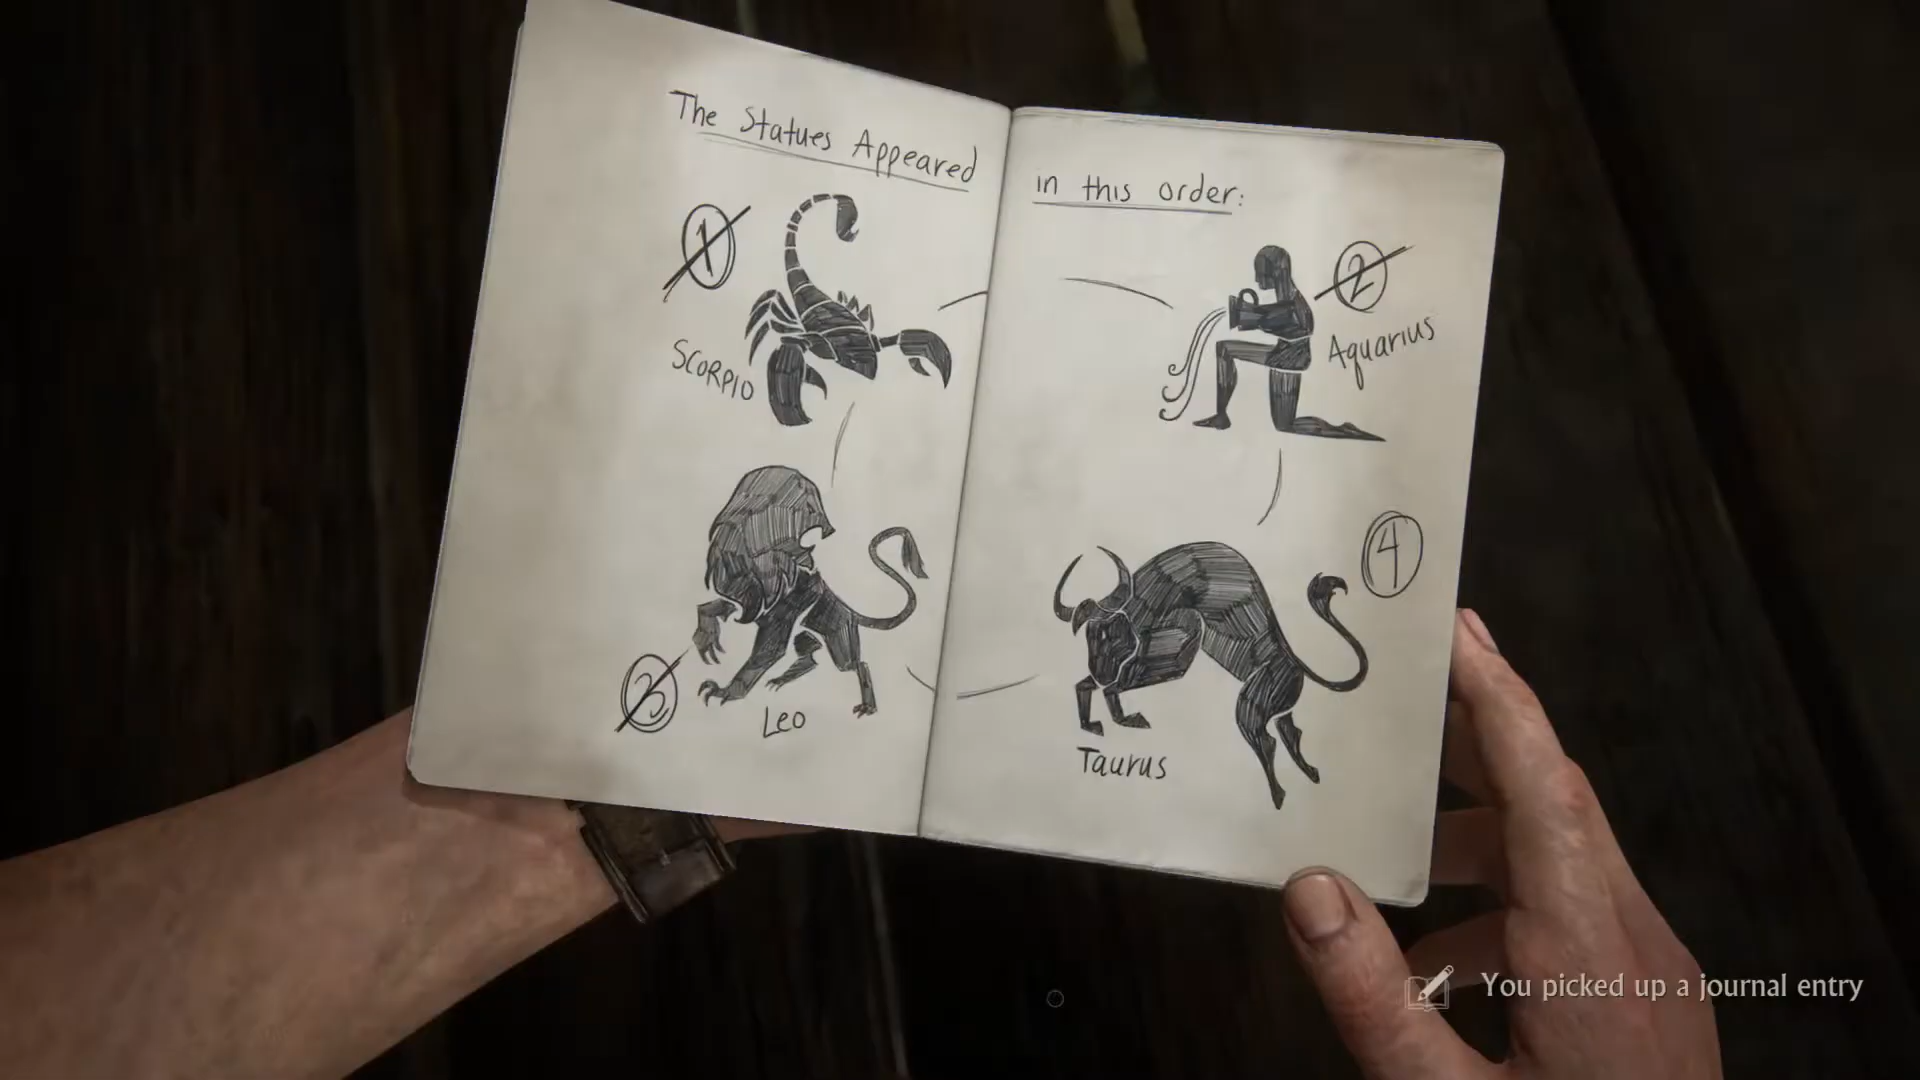 The Statues Appeared
in this order:
1
SCORPIO
2
Aquarius
3
Leo
4
Taurus
You picked up a journal entry